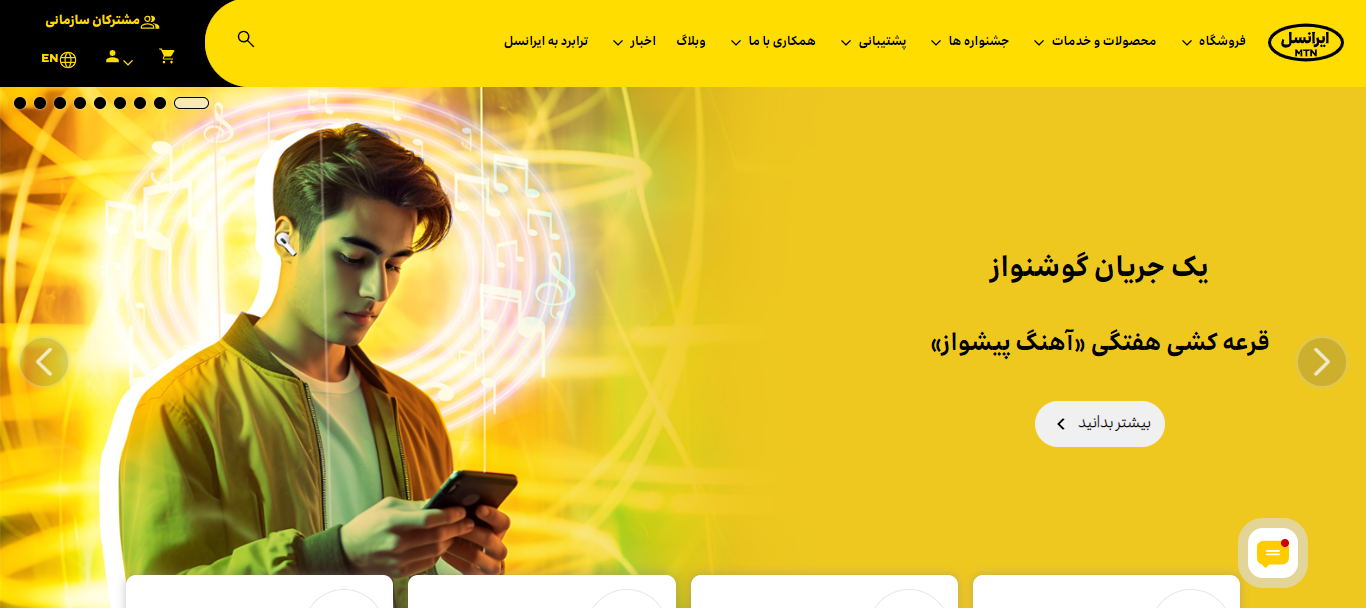 ایرانسل
MTN
فروشگاه
محصولات و خدمات
جشنواره ها
پشتیبانی
همکاری با ما
وبلاگ
اخبار
ترابرد به ایرانسل
مشترکان سازمانی
EN
یک جریان گوشنواز
قرعه کشی هفتگی «آهنگ پیشواز»
بیشتر بدانید